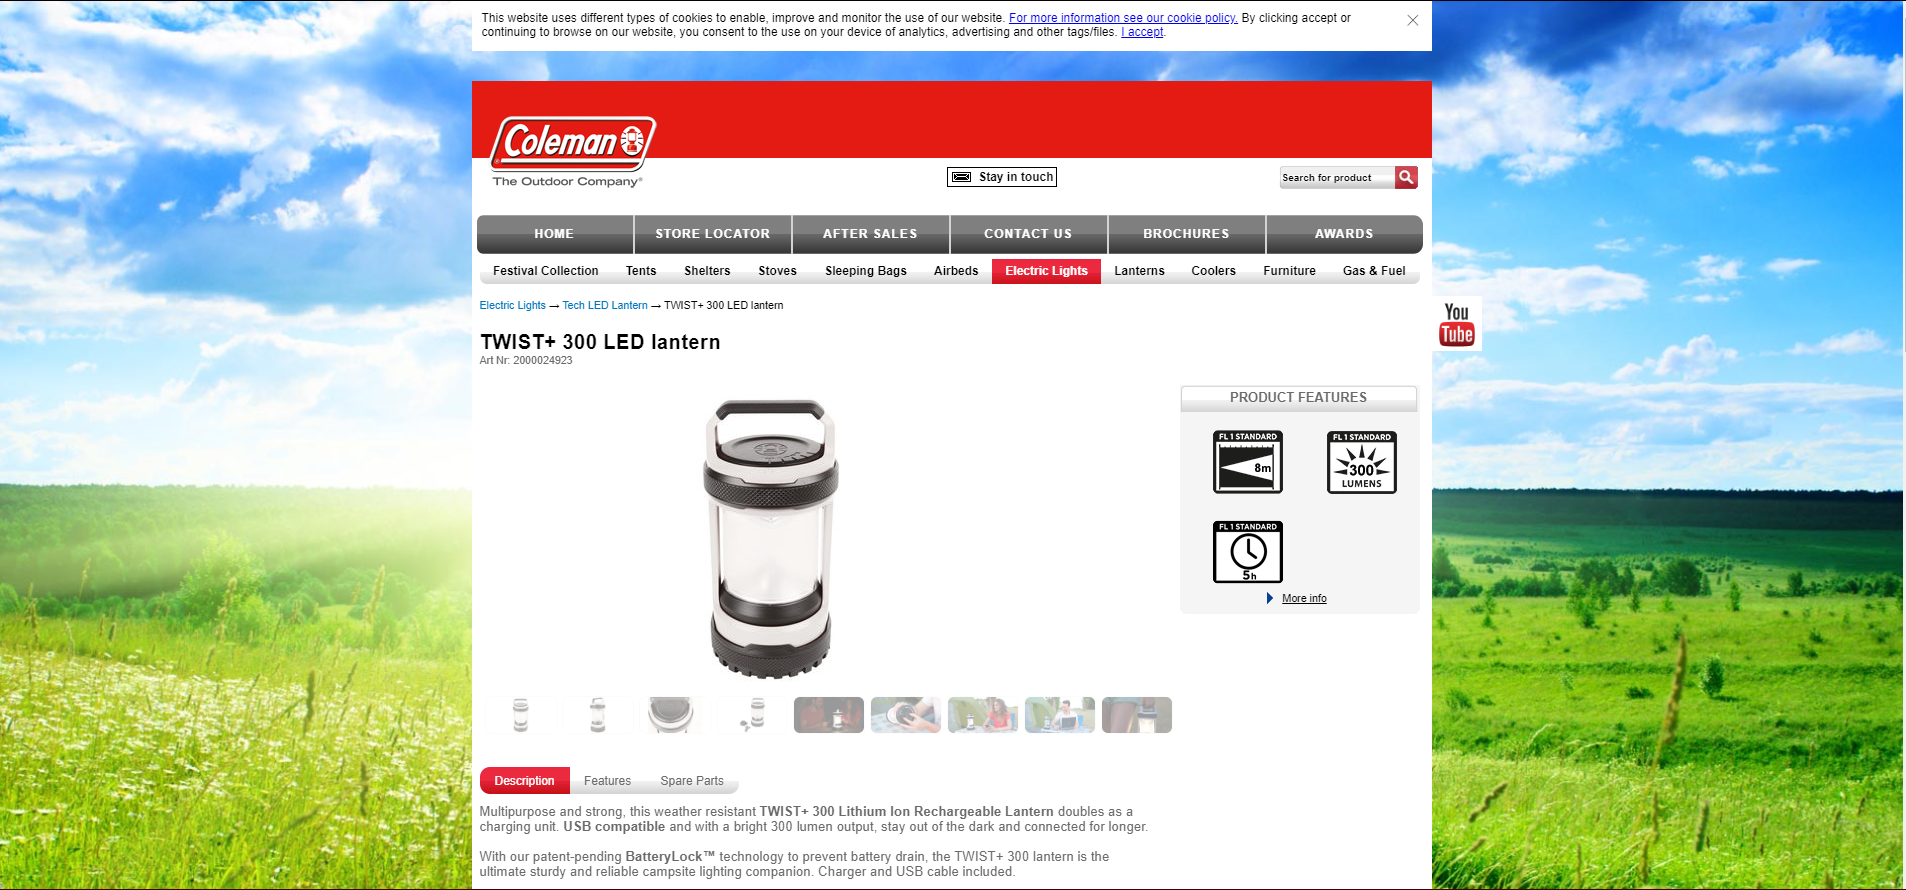 This website uses different types of cookies to enable, improve and monitor the use of our website. For more information see our cookie policy. By clicking accept or
continuing to browse on our website, you consent to the use on your device of analytics, advertising and other tags/files. I accept.
Coleman
The Outdoor Company®
Stay in touch
Search for product
HOME STORE LOCATOR AFTER SALES CONTACT US BROCHURES AWARDS
Festival Collection Tents Shelters Stoves Sleeping Bags Airbeds Electric Lights Lanterns Coolers Furniture Gas & Fuel
Electric Lights → Tech LED Lantern → TWIST+ 300 LED lantern
You
Tube
TWIST+ 300 LED lantern
Art Nr: 2000024923
PRODUCT FEATURES
FL 1 STANDARD
8m
FL 1 STANDARD
300
LUMENS
FL 1 STANDARD
5h
More info
Description Features Spare Parts
Multipurpose and strong, this weather resistant TWIST+ 300 Lithium Ion Rechargeable Lantern doubles as a
charging unit. USB compatible and with a bright 300 lumen output, stay out of the dark and connected for longer.
With our patent-pending BatteryLock™ technology to prevent battery drain, the TWIST+ 300 lantern is the
ultimate sturdy and reliable campsite lighting companion. Charger and USB cable included.